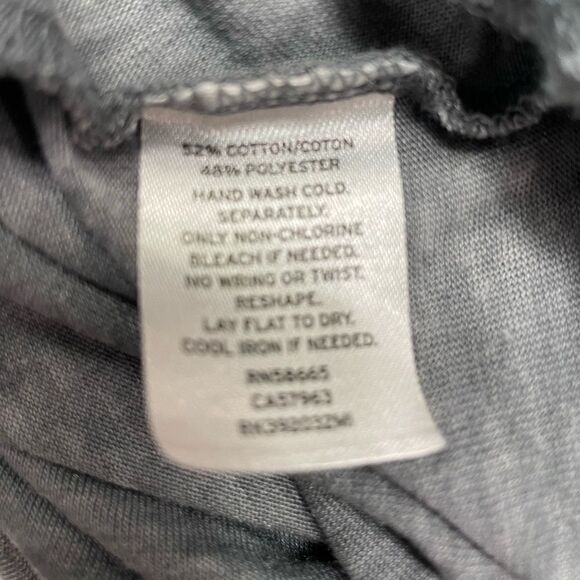 52% COTTON/COTON
48% POLYESTER
HAND WASH COLD.
SEPARATELY.
ONLY NON-CHLORINE
BLEACH IF NEEDED.
NO WRING OR TWIST.
RESHAPE.
LAY FLAT TO DRY.
COOL IRON IF NEEDED.
RN58665
CA57963